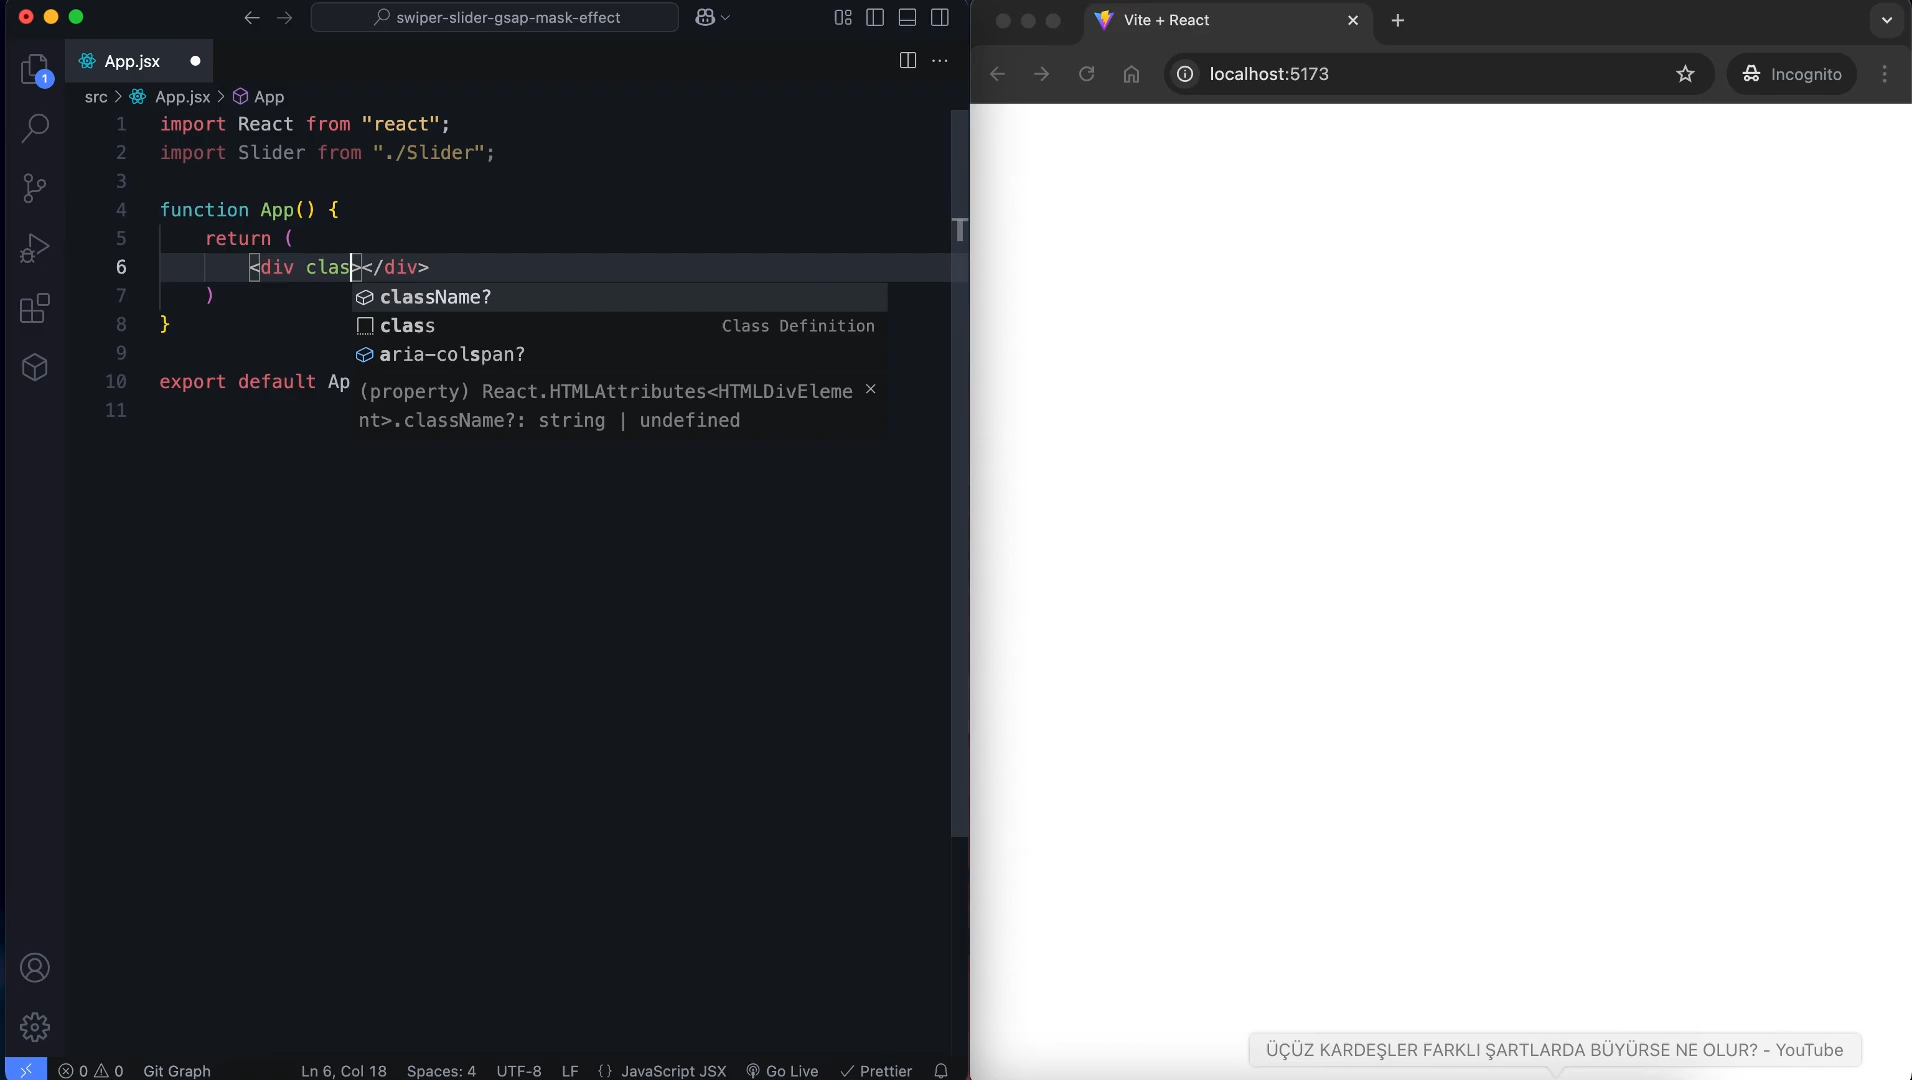 swiper-slider-gsap-mask-effect
App.jsx
src > App.jsx > App
1 import React from "react";
2 import Slider from "./Slider";
3
4 function App() {
5 return (
6 <div clas></div>
7 )
8 }
9
10 export default Ap
11
className?
class Class Definition
aria-colspan?
(property) React.HTMLAttributes<HTMLDivEleme
nt>.className?: string | undefined
1
0 0 Git Graph Ln 6, Col 18 Spaces: 4 UTF-8 LF {} JavaScript JSX Go Live Prettier
Vite + React
localhost:5173
Incognito
ÜÇÜZ KARDEŞLER FARKLI ŞARTLARDA BÜYÜRSE NE OLUR? - YouTube